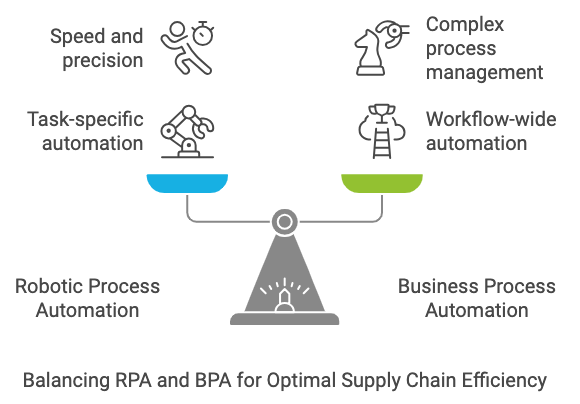 Speed and
precision
Complex
process
management
Task-specific
automation
Workflow-wide
automation
Robotic Process
Automation
Business Process
Automation
Balancing RPA and BPA for Optimal Supply Chain Efficiency